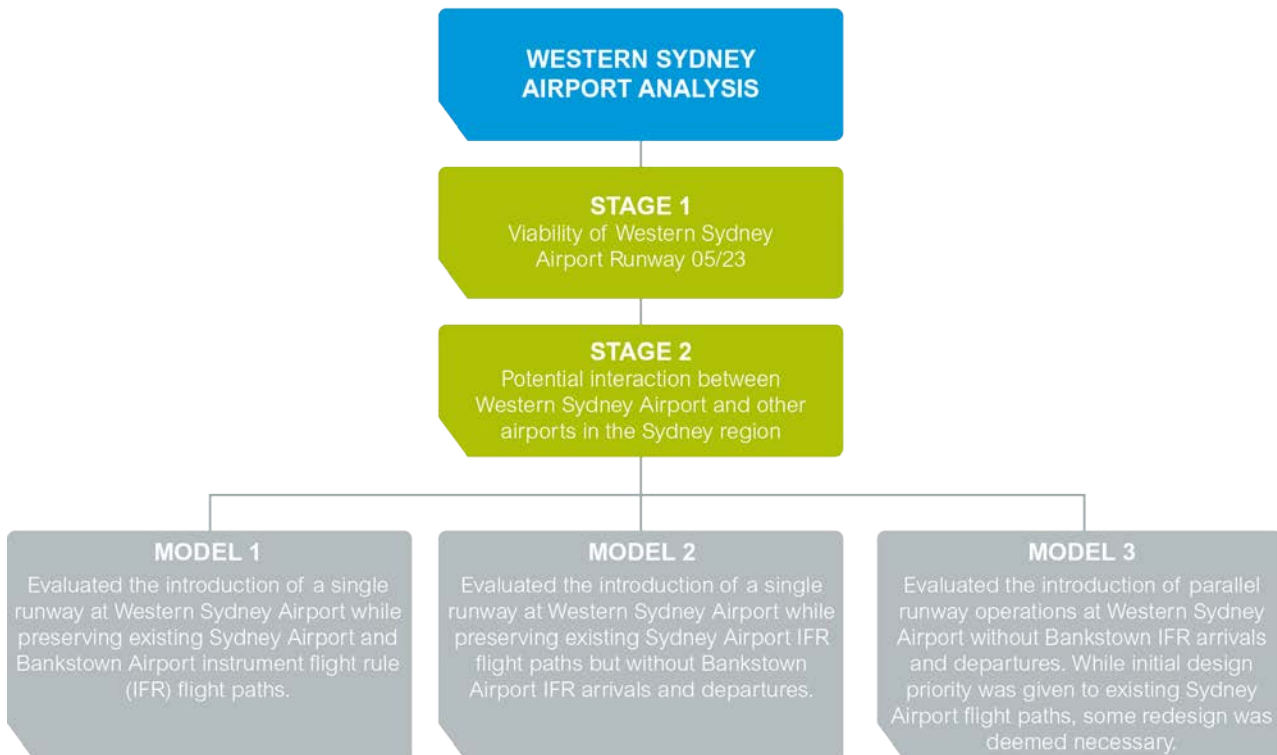 WESTERN SYDNEY
AIRPORT ANALYSIS
STAGE 1
Viability of Western Sydney
Airport Runway 05/23
STAGE 2
Potential interaction between
Western Sydney Airport and other
airports in the Sydney region
MODEL 1
Evaluated the introduction of a single
runway at Western Sydney Airport while
preserving existing Sydney Airport and
Bankstown Airport instrument flight rule
(IFR) flight paths.
MODEL 2
Evaluated the introduction of a single
runway at Western Sydney Airport while
preserving existing Sydney Airport IFR
flight paths but without Bankstown
Airport IFR arrivals and departures.
MODEL 3
Evaluated the introduction of parallel
runway operations at Western Sydney
Airport without Bankstown IFR arrivals
and departures. While initial design
priority was given to existing Sydney
Airport flight paths, some redesign was
deemed necessary.